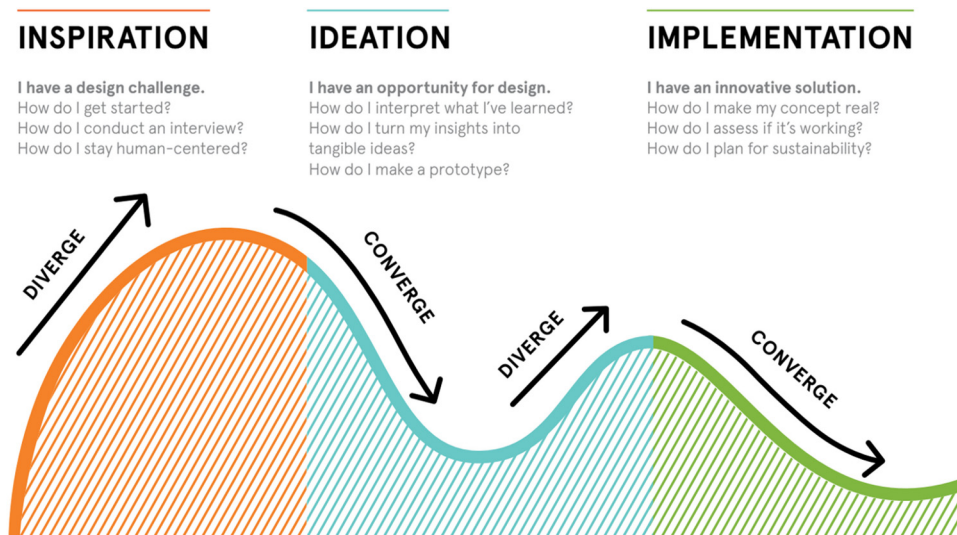 INSPIRATION
I have a design challenge.
How do I get started?
How do I conduct an interview?
How do I stay human-centered?
IDEATION
I have an opportunity for design.
How do I interpret what I've learned?
How do I turn my insights into
tangible ideas?
How do I make a prototype?
IMPLEMENTATION
I have an innovative solution.
How do I make my concept real?
How do I assess if it's working?
How do I plan for sustainability?
DIVERGE
CONVERGE
DIVERGE
CONVERGE